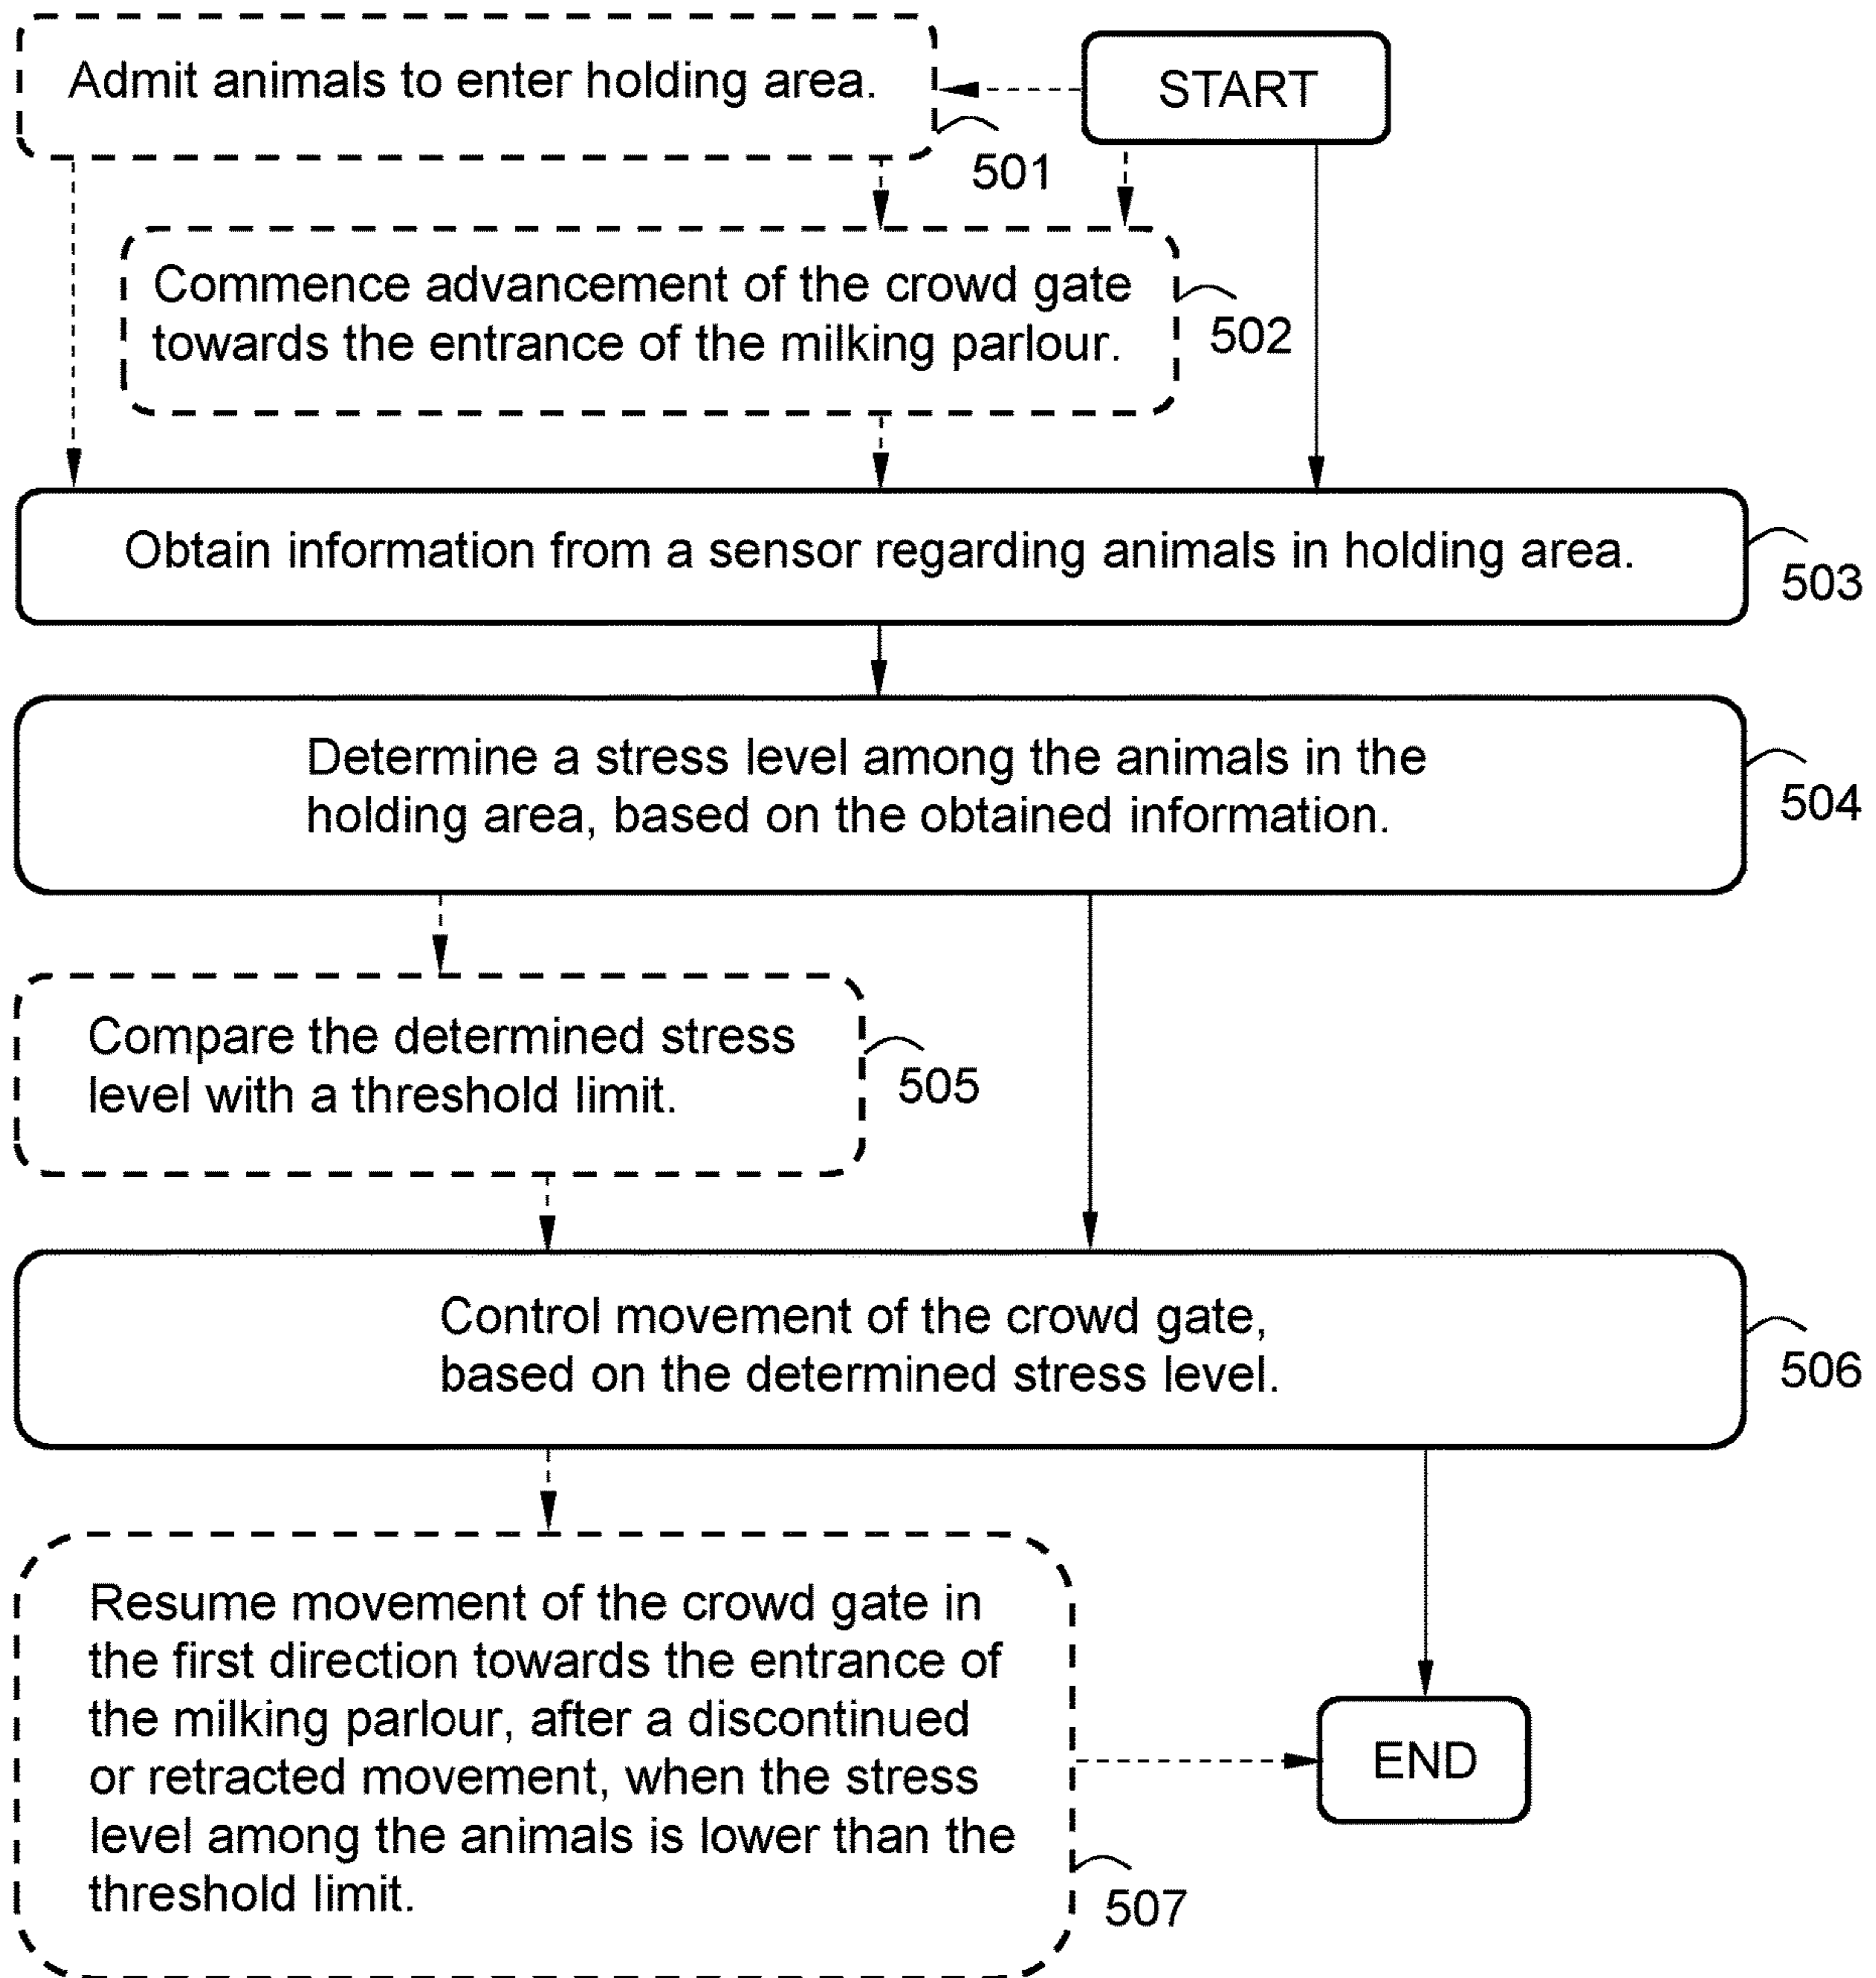 Admit animals to enter holding area.
START
501
Commence advancement of the crowd gate
towards the entrance of the milking parlour.
502
Obtain information from a sensor regarding animals in holding area.
503
Determine a stress level among the animals in the
holding area, based on the obtained information.
504
Compare the determined stress
level with a threshold limit.
505
Control movement of the crowd gate,
based on the determined stress level.
506
Resume movement of the crowd gate in
the first direction towards the entrance of
the milking parlour, after a discontinued
or retracted movement, when the stress
level among the animals is lower than the
threshold limit.
507
END